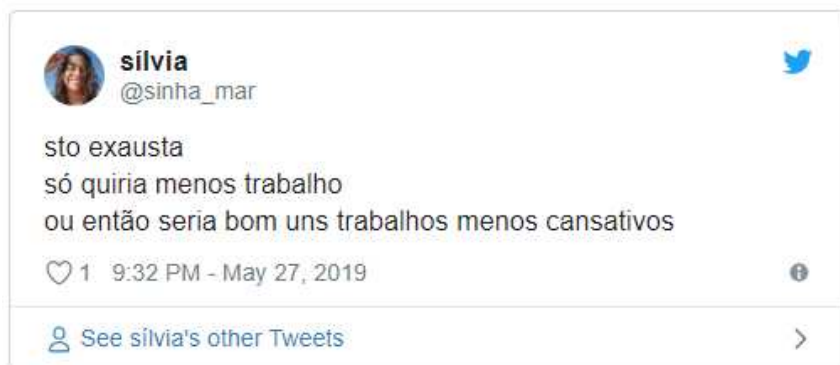 sílvia
@sinha_mar
sto exausta
só quiria menos trabalho
ou então seria bom uns trabalhos menos cansativos
1 9:32 PM - May 27, 2019
See sílvia's other Tweets